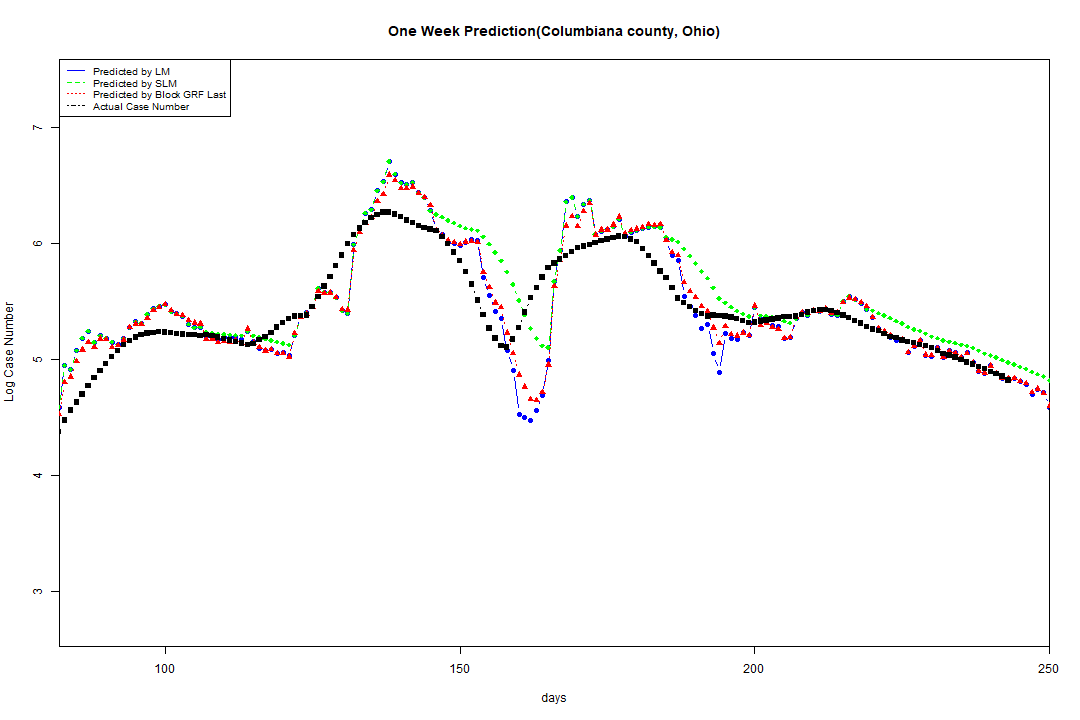 One Week Prediction(Columbiana county, Ohio)
Predicted by LM
Predicted by SLM
Predicted by Block GRF Last
Actual Case Number
7
6
5
4
3
Log Case Number
100
150
200
250
days